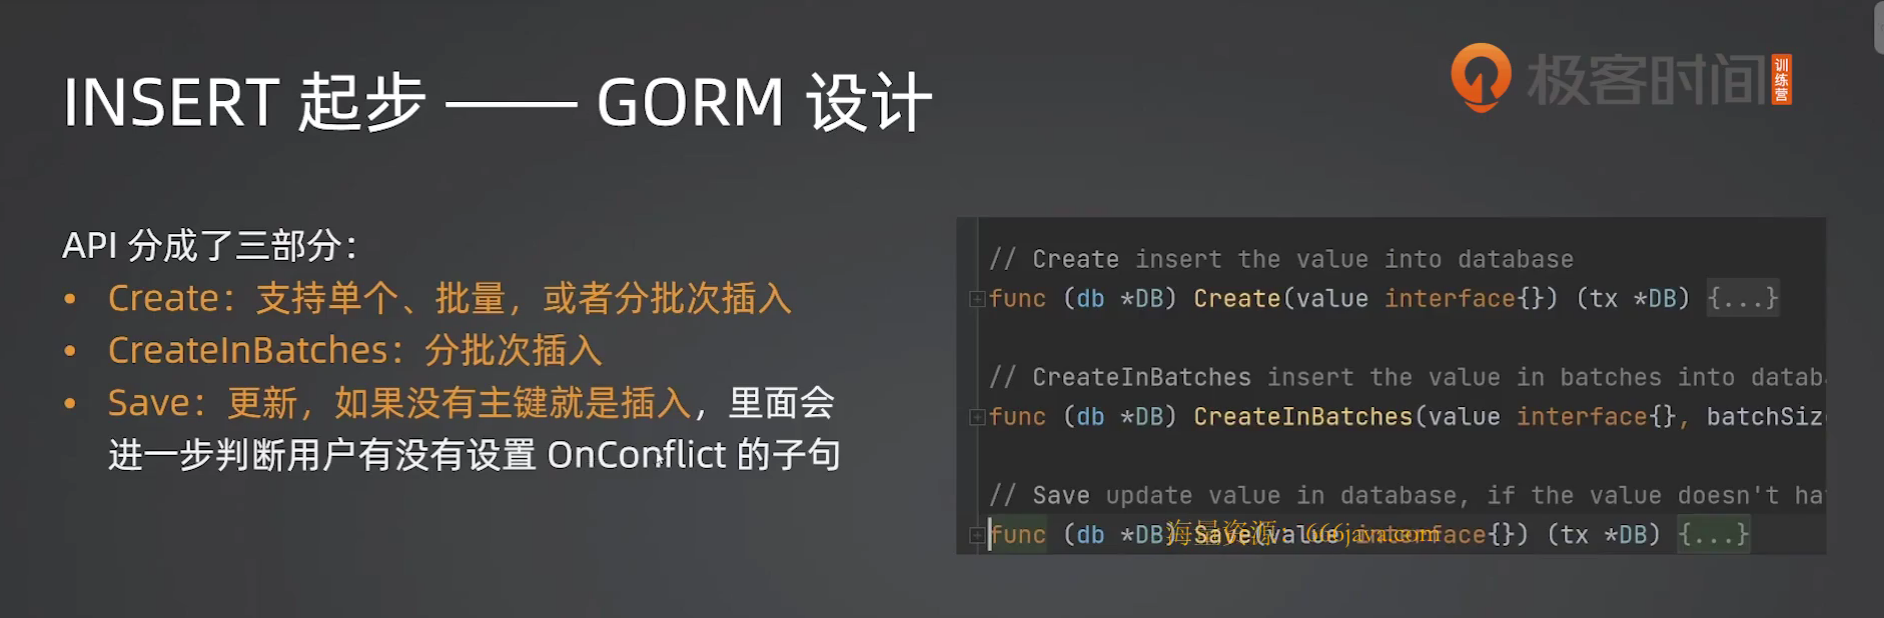 INSERT 起步 —— GORM 设计
极客时间 训练营
API 分成了三部分：
• Create：支持单个、批量，或者分批次插入
• CreateInBatches：分批次插入
• Save：更新，如果没有主键就是插入，里面会
进一步判断用户有没有设置 OnConflict 的子句
// Create insert the value into database
func (db *DB) Create(value interface{}) (tx *DB) {...}
// CreateInBatches insert the value in batches into datab
func (db *DB) CreateInBatches(value interface{}, batchSiz
// Save update value in database, if the value doesn't ha
func (db *DB) Save(value interface{}) (tx *DB) {...}
海量资源：666java.com